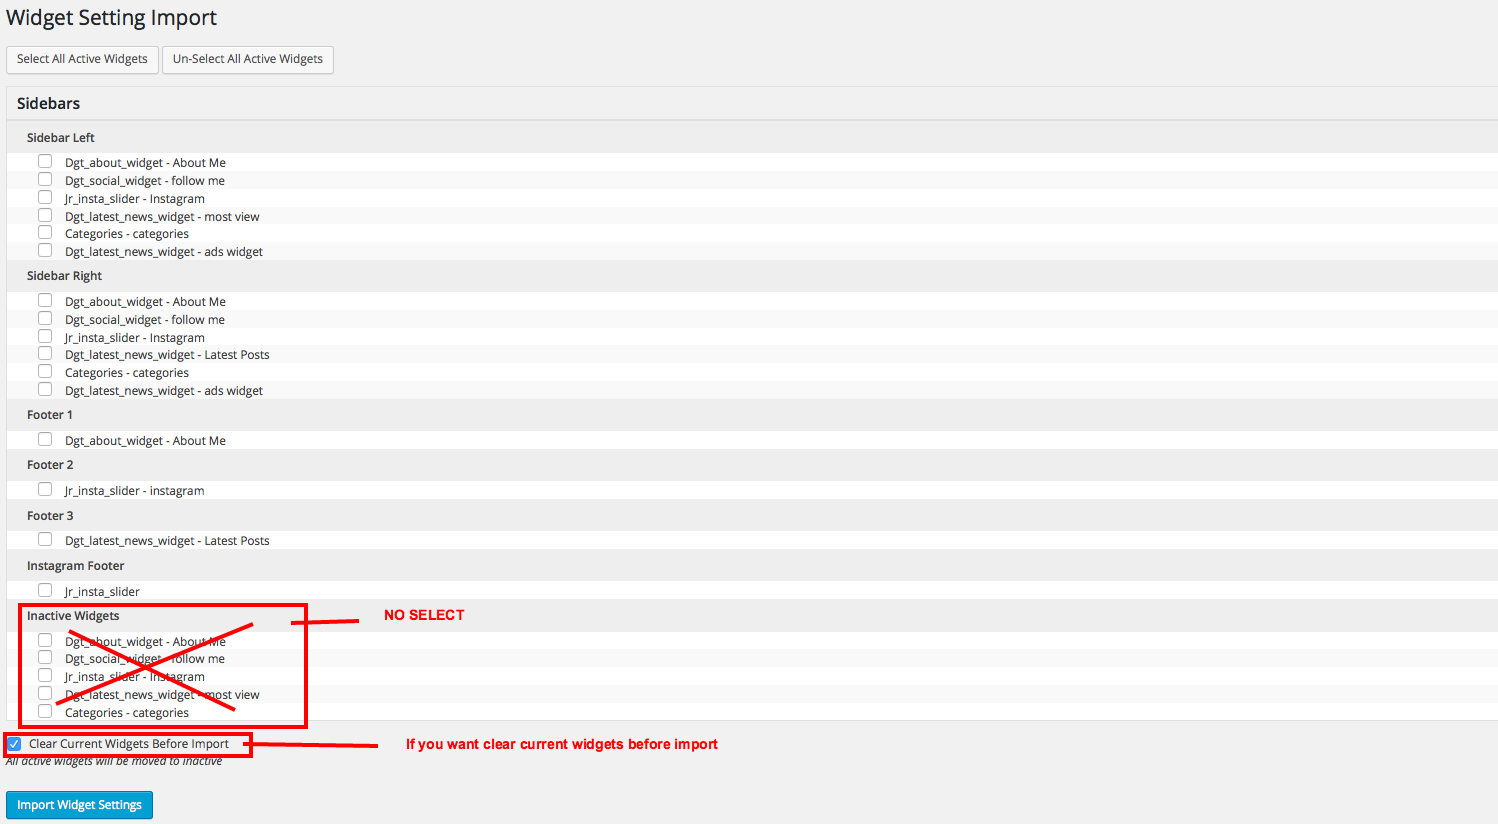 Widget Setting Import
Select All Active Widgets Un-Select All Active Widgets
Sidebars
Sidebar Left
Dgt_about_widget - About Me
Dgt_social_widget - follow me
Jr_insta_slider - Instagram
Dgt_latest_news_widget - most view
Categories - categories
Dgt_latest_news_widget - ads widget
Sidebar Right
Dgt_about_widget - About Me
Dgt_social_widget - follow me
Jr_insta_slider - Instagram
Dgt_latest_news_widget - Latest Posts
Categories - categories
Dgt_latest_news_widget - ads widget
Footer 1
Dgt_about_widget - About Me
Footer 2
Jr_insta_slider - instagram
Footer 3
Dgt_latest_news_widget - Latest Posts
Instagram Footer
Jr_insta_slider
Inactive Widgets NO SELECT
Dgt_about_widget - About Me
Dgt_social_widget - follow me
Jr_insta_slider - Instagram
Dgt_latest_news_widget - most view
Categories - categories
Clear Current Widgets Before Import If you want clear current widgets before import
All active widgets will be moved to inactive
Import Widget Settings